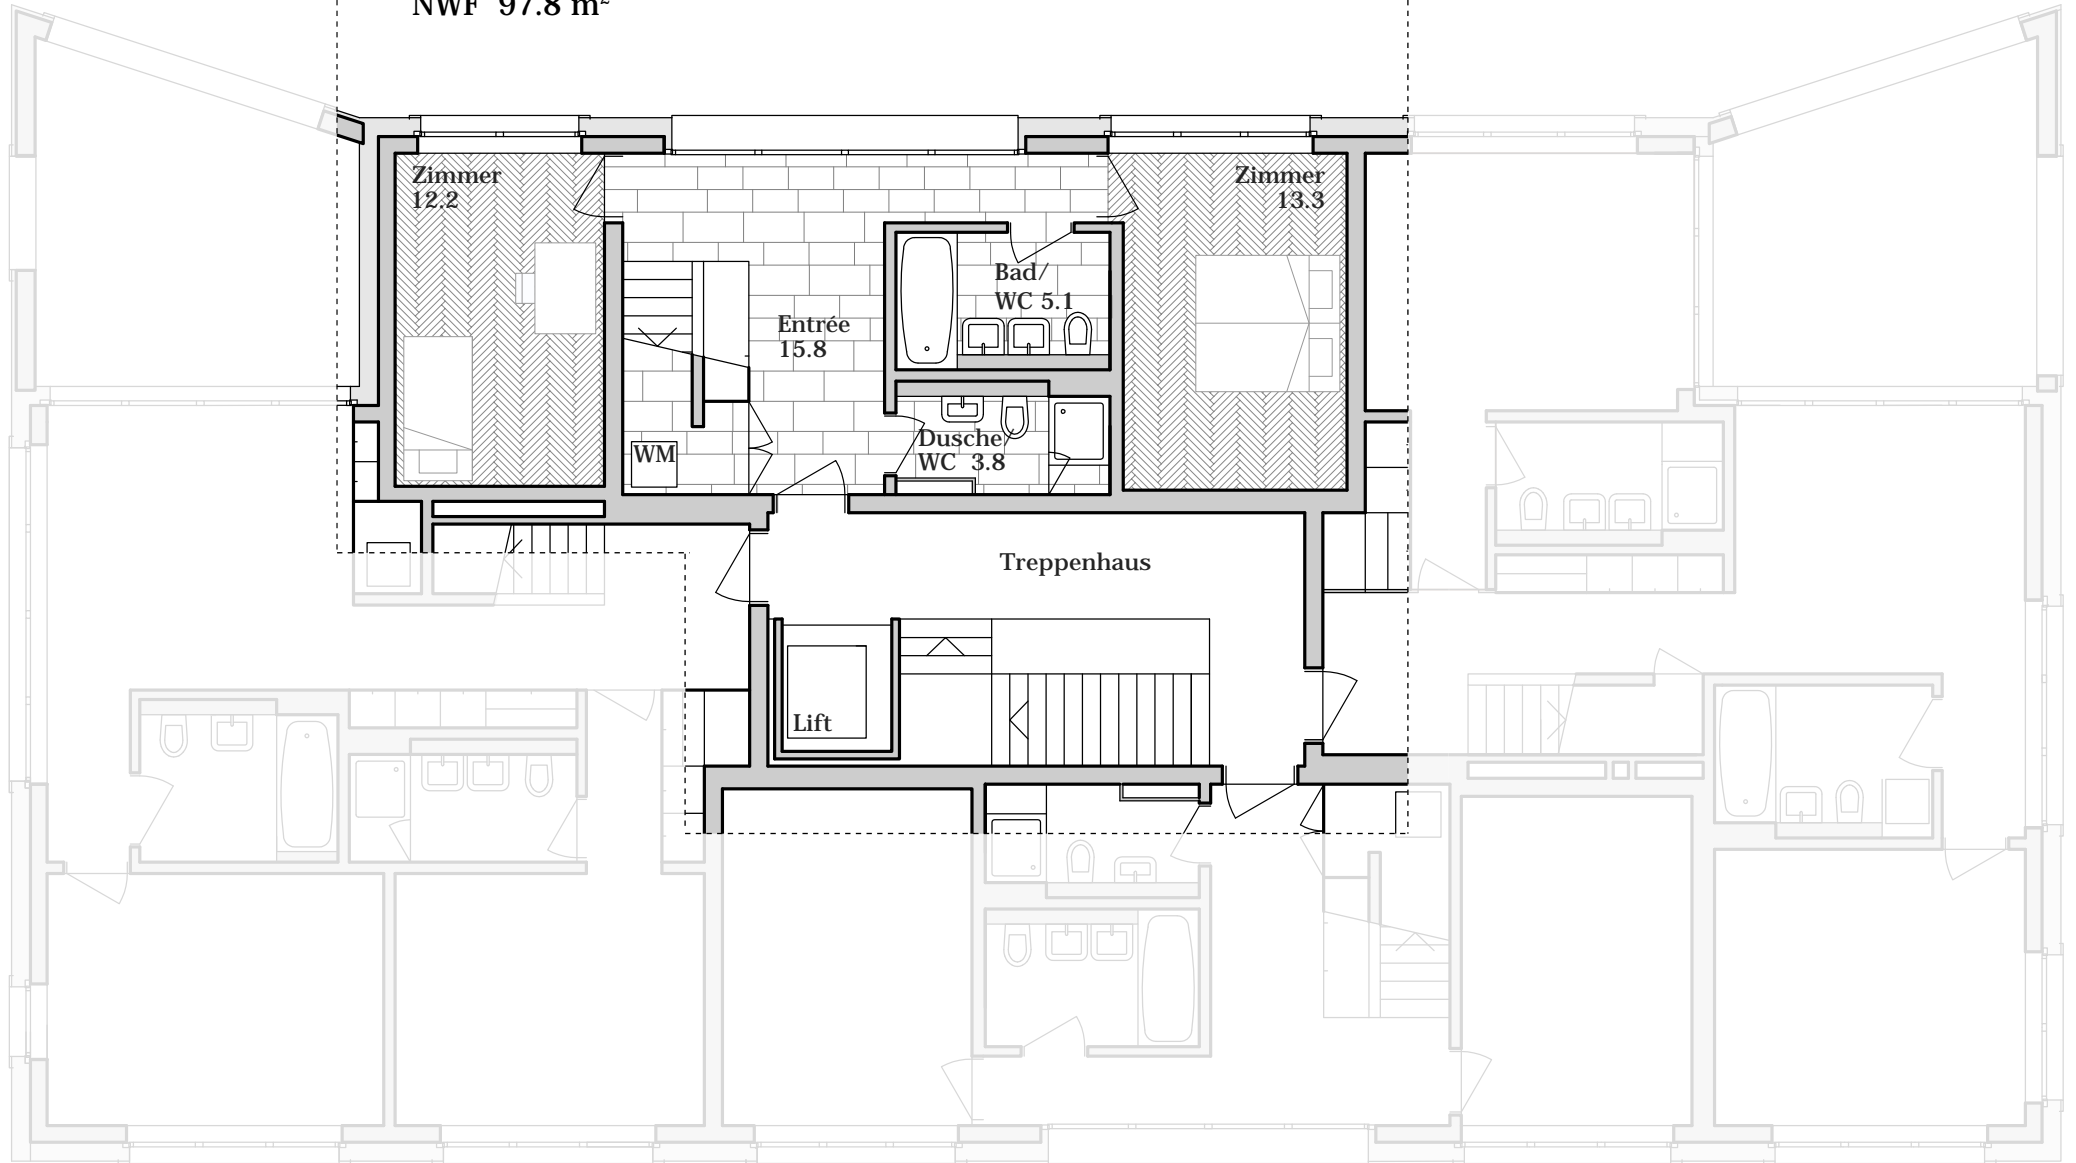 NWF 97.8 m²
Zimmer
12.2
Zimmer
13.3
Bad/
WC 5.1
Entrée
15.8
Dusche
WC 3.8
WM
Treppenhaus
Lift